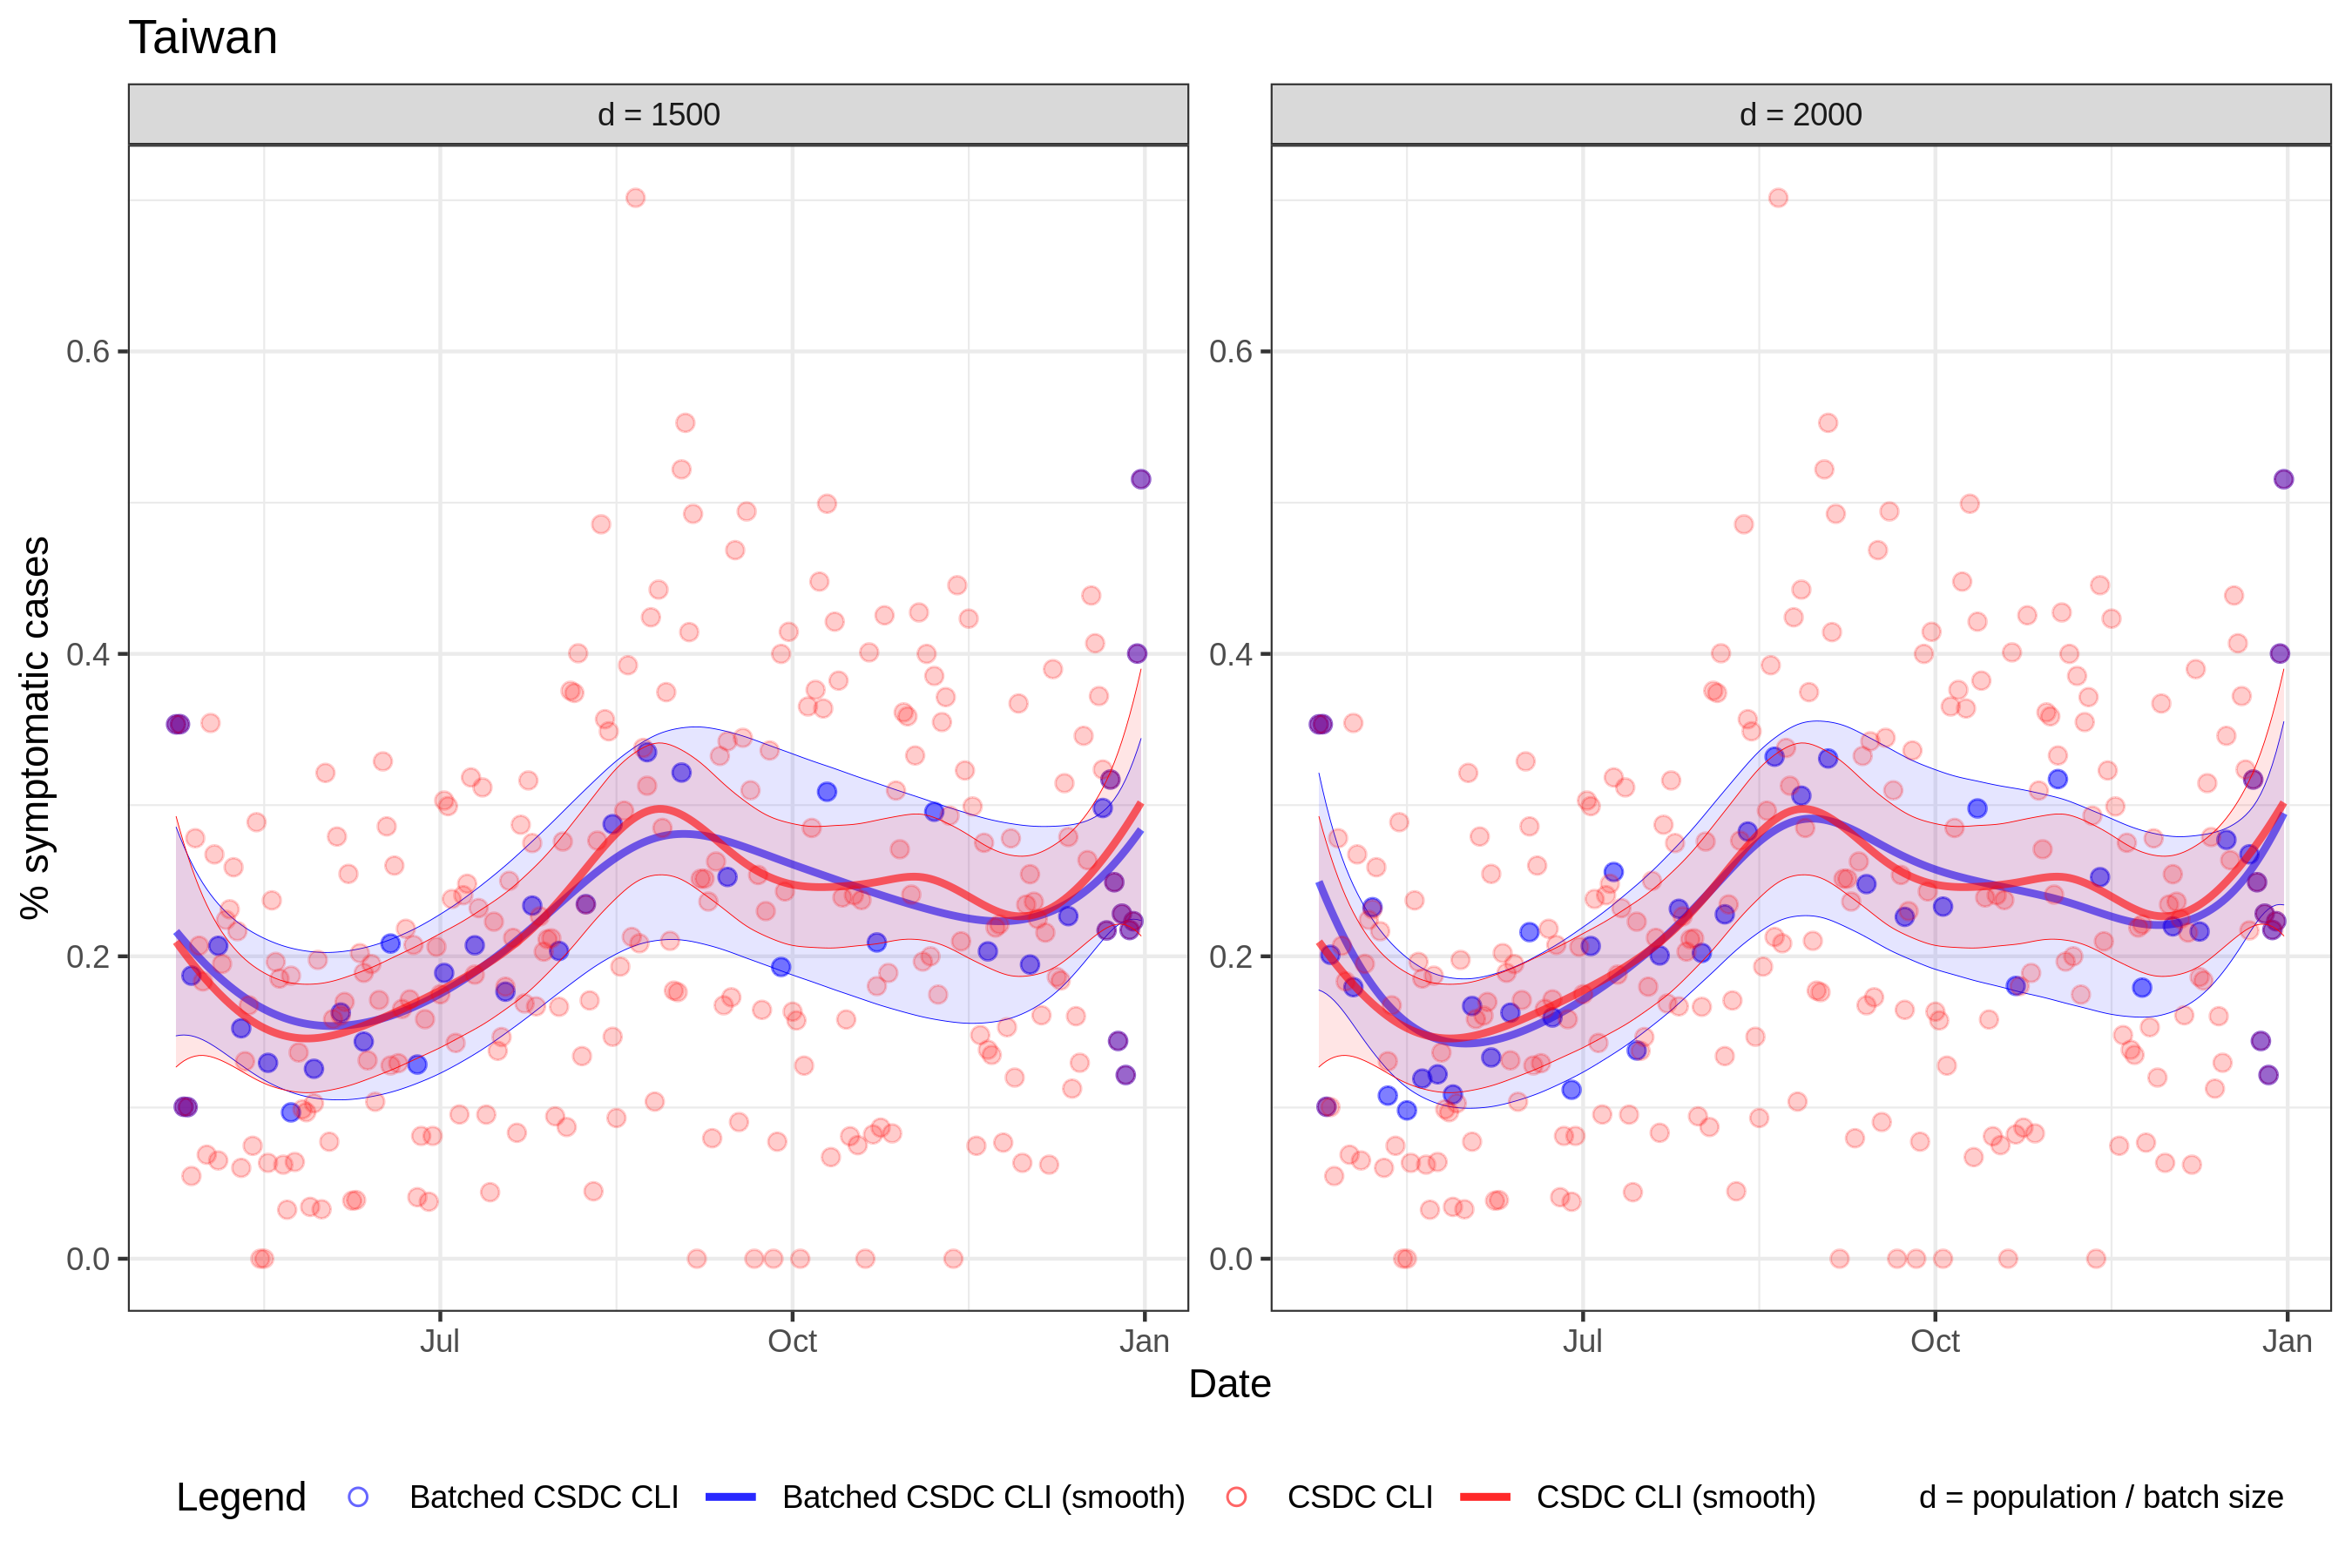 Taiwan
d = 1500
d = 2000
% symptomatic cases
0.6
0.4
0.2
0.0
0.6
0.4
0.2
0.0
Jul
Oct
Jan
Jul
Oct
Jan
Date
Legend
Batched CSDC CLI
Batched CSDC CLI (smooth)
CSDC CLI
CSDC CLI (smooth)
d = population / batch size